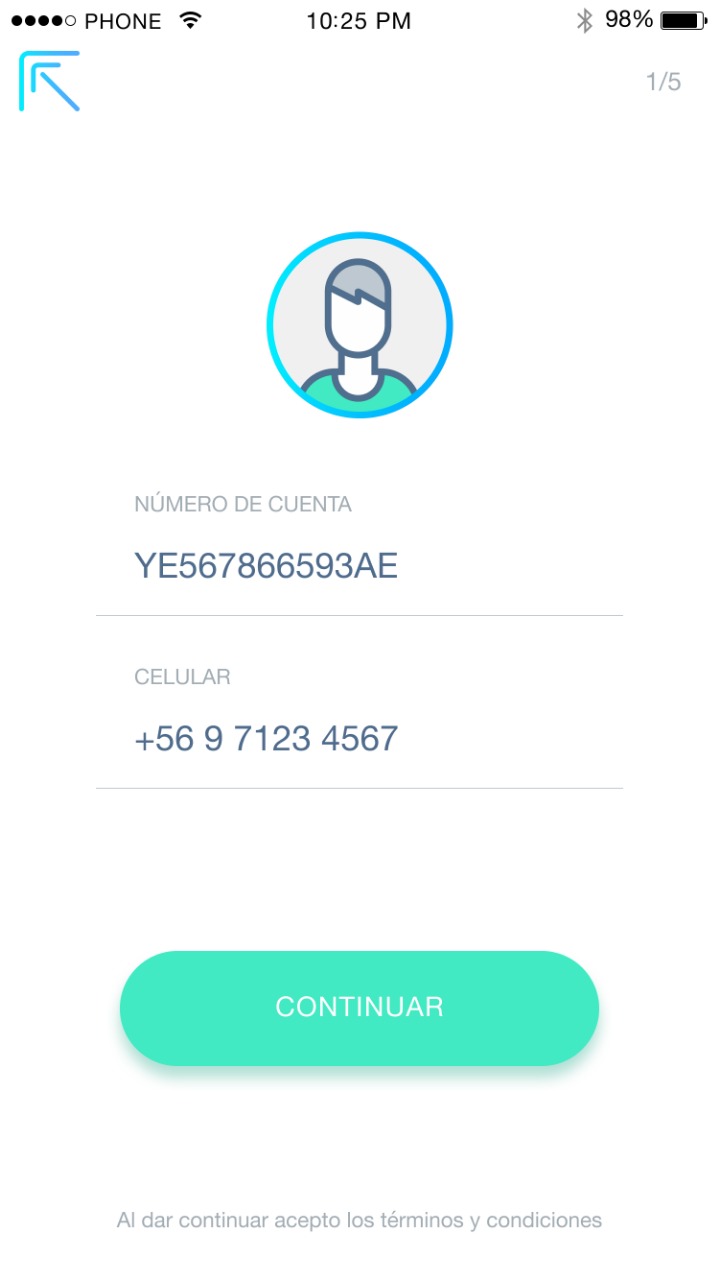 PHONE 10:25 PM 98%
1/5
NÚMERO DE CUENTA
YE567866593AE
CELULAR
+56 9 7123 4567
CONTINUAR
Al dar continuar acepto los términos y condiciones